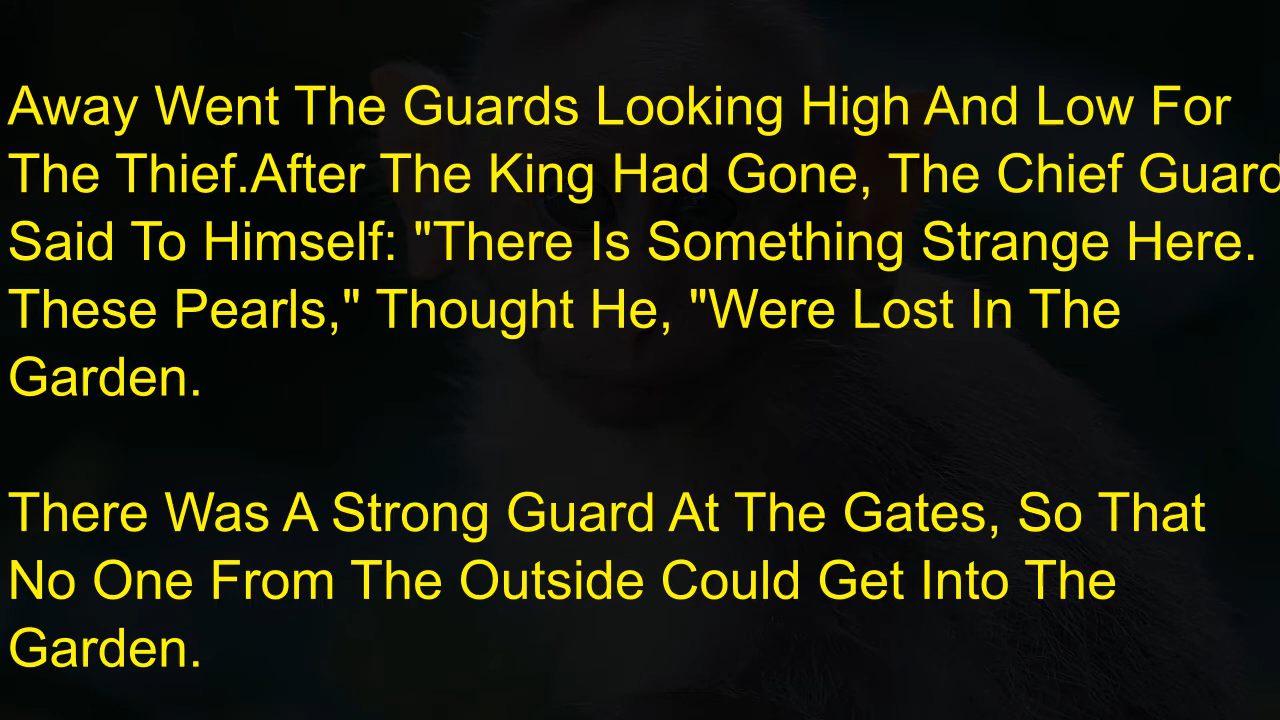 Away Went The Guards Looking High And Low For
The Thief.After The King Had Gone, The Chief Guard
Said To Himself: "There Is Something Strange Here.
These Pearls," Thought He, "Were Lost In The
Garden.
There Was A Strong Guard At The Gates, So That
No One From The Outside Could Get Into The
Garden.